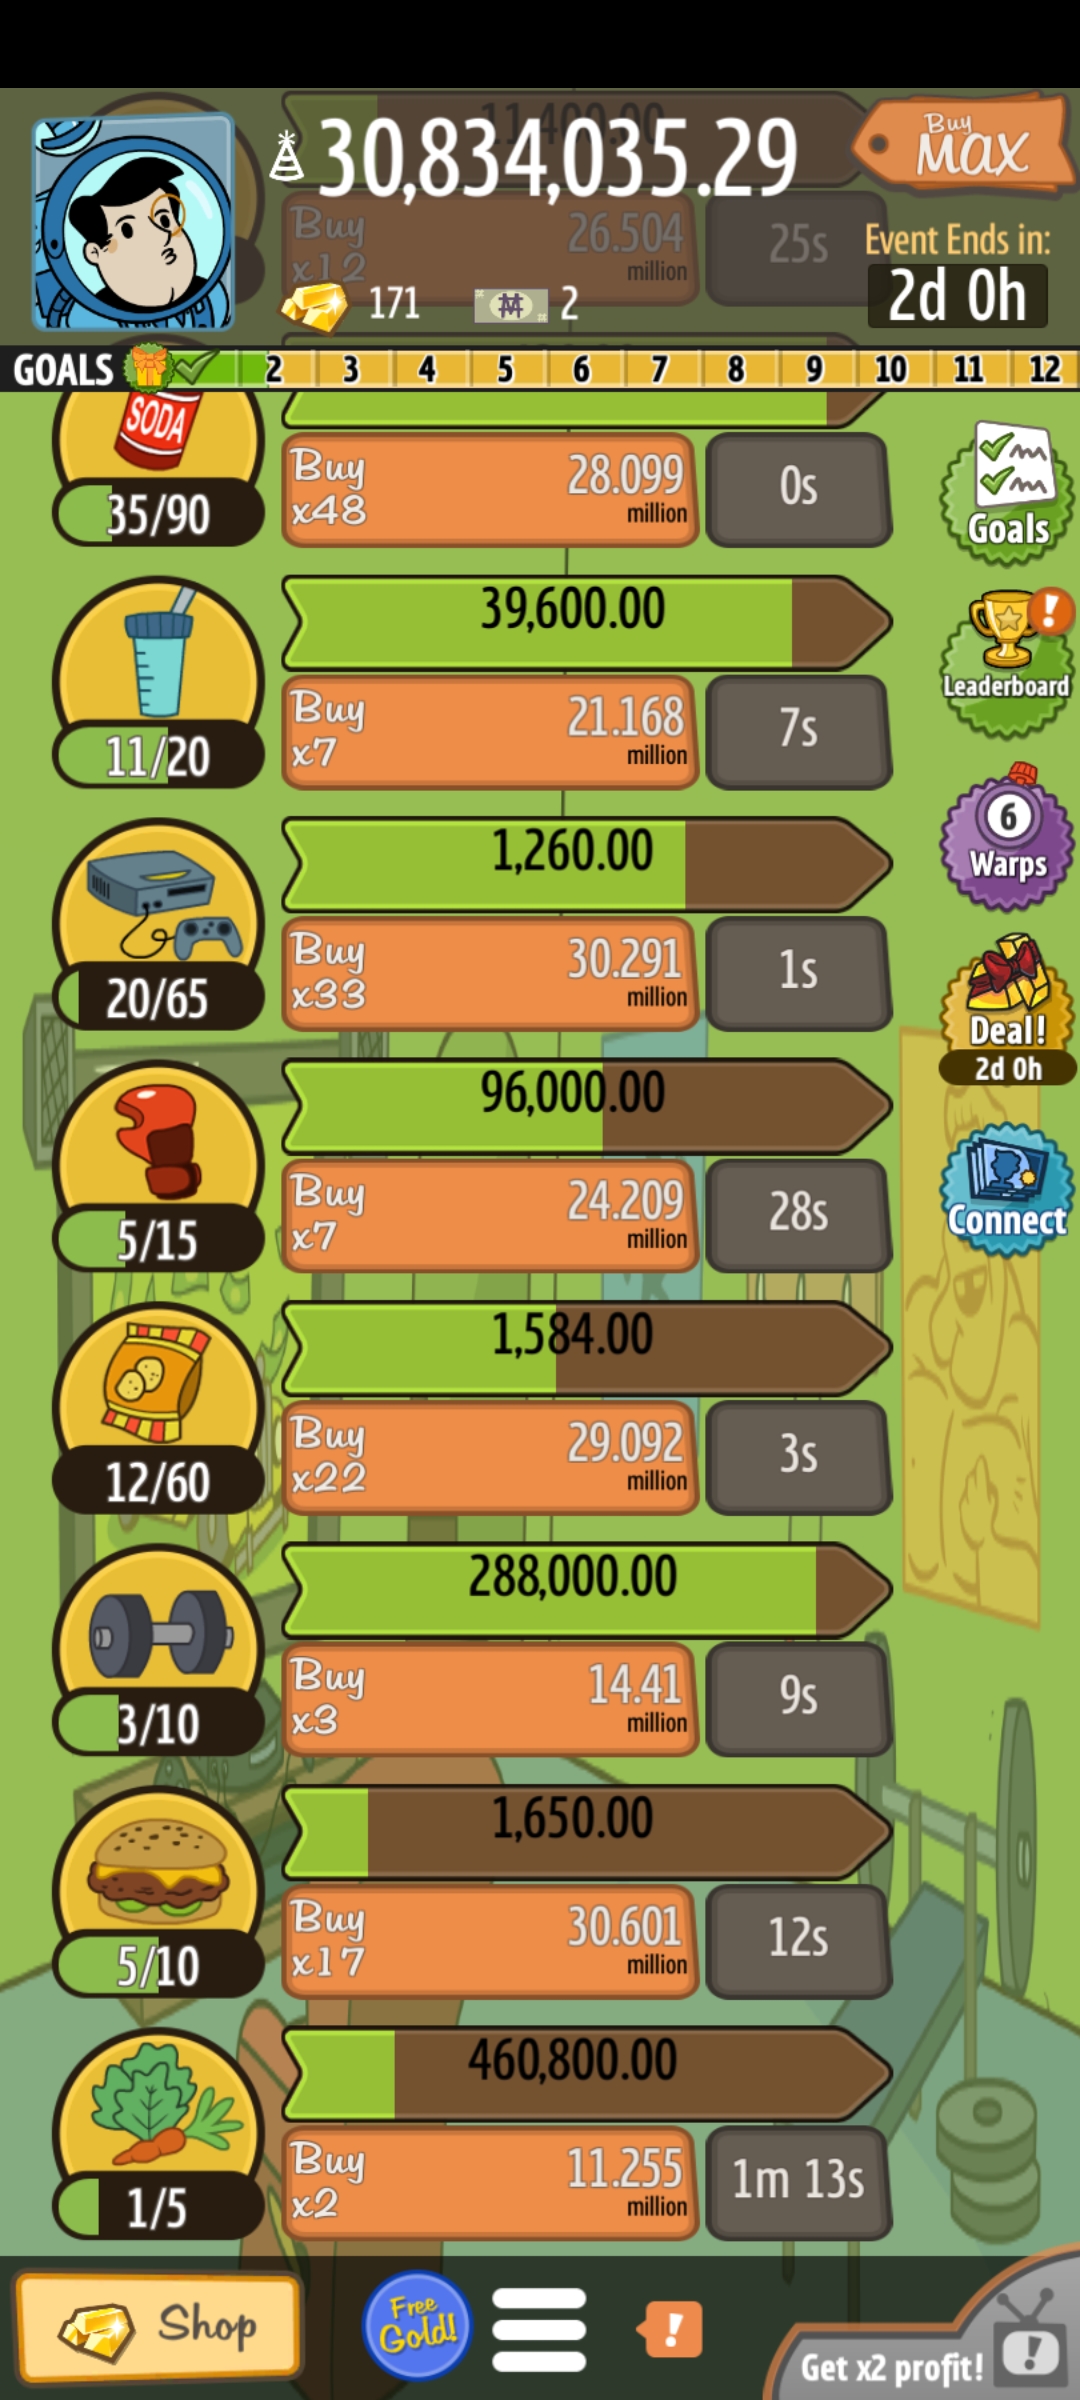 11,400.00
30,834,035.29
Buy
MAX
Buy
x12
26.504
million
25s
Event Ends in:
171
2
2d 0h
GOALS 2 3 4 5 6 7 8 9 10 11 12
SODA
35/90
Buy
x48
28.099
million
0s
Goals
39,600.00
11/20
Buy
x7
21.168
million
7s
Leaderboard
1,260.00
20/65
Buy
x33
30.291
million
1s
6
Warps
Deal!
2d 0h
96,000.00
5/15
Buy
x7
24.209
million
28s
Connect
1,584.00
12/60
Buy
x22
29.092
million
3s
288,000.00
3/10
Buy
x3
14.41
million
9s
1,650.00
5/10
Buy
x17
30.601
million
12s
460,800.00
1/5
Buy
x2
11.255
million
1m 13s
Shop
Free
Gold!
!
Get x2 profit!